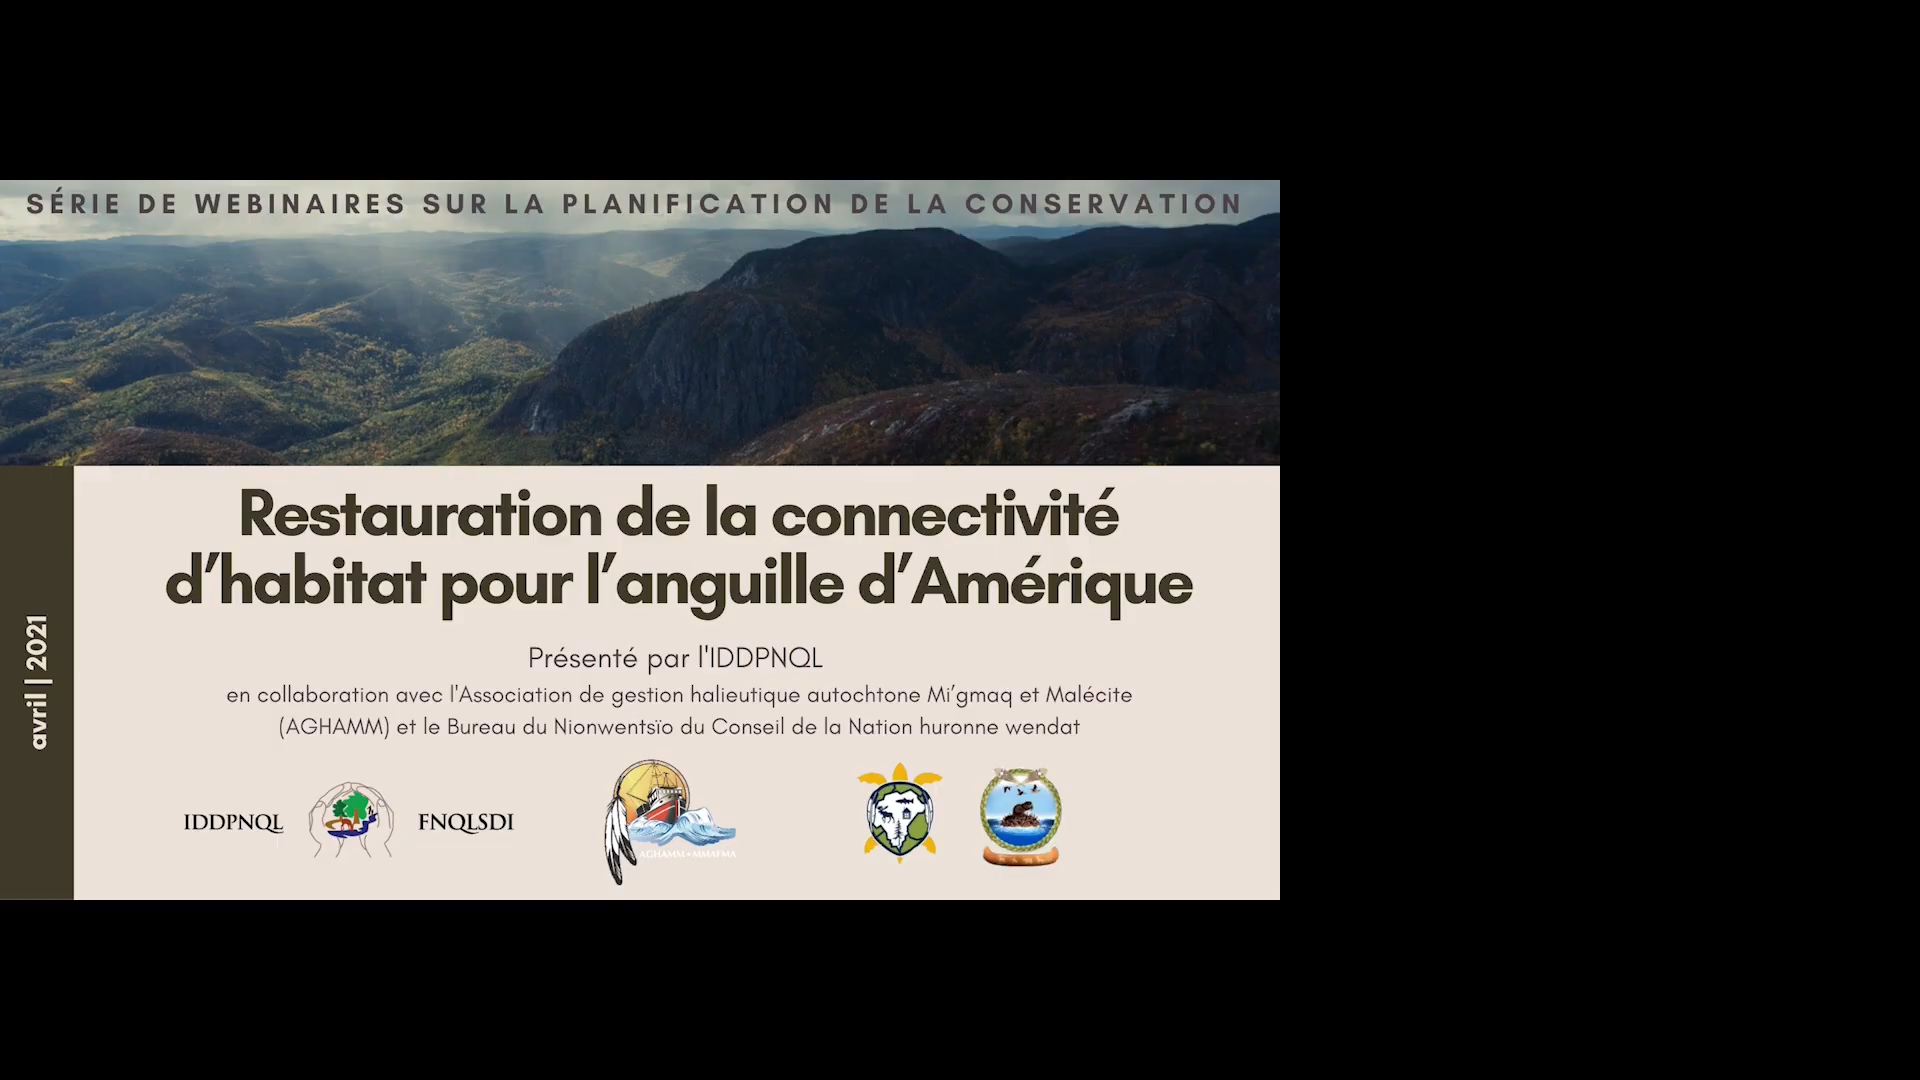 SÉRIE DE WEBINAIRES SUR LA PLANIFICATION DE LA CONSERVATION
Restauration de la connectivité
d’habitat pour l’anguille d’Amérique
avril | 2021
Présenté par l'IDDPNQL
en collaboration avec l'Association de gestion halieutique autochtone Mi’gmaq et Malécite
(AGHAMM) et le Bureau du Nionwentsïo du Conseil de la Nation huronne wendat
IDDPNQL
FNQLSDI
AGHAMM • MMAFMA